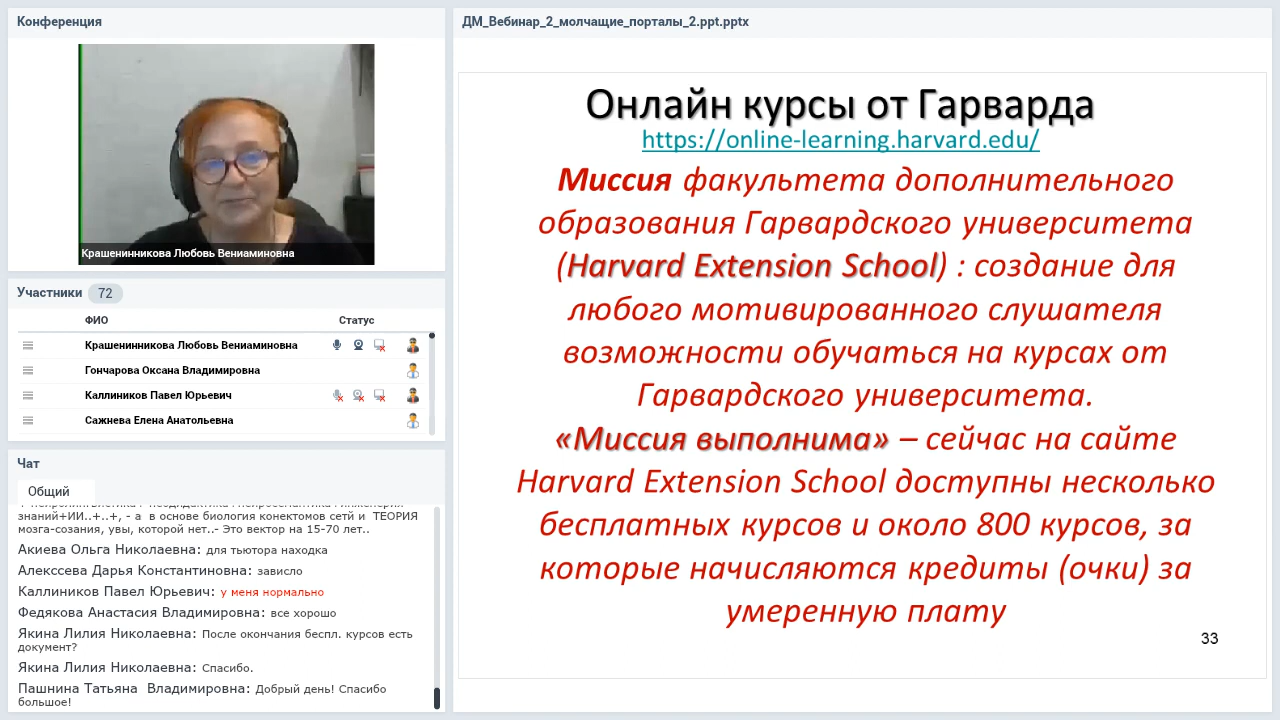 Конференция
Крашенинникова Любовь Вениаминовна
Участники 72
ФИО Статус
Крашенинникова Любовь Вениаминовна
Гончарова Оксана Владимировна
Каллиников Павел Юрьевич
Сажнева Елена Анатольевна
Чат
Общий
знаний+ИИ..+..+, - а в основе биология конектомов сетй и ТЕОРИЯ
мозга-созания, увы, которой нет..- Это вектор на 15-70 лет..
Акиева Ольга Николаевна: для тьютора находка
Алекссева Дарья Константиновна: зависло
Каллиников Павел Юрьевич: у меня нормально
Федякова Анастасия Владимировна: все хорошо
Якина Лилия Николаевна: После окончания беспл. курсов есть
документ?
Якина Лилия Николаевна: Спасибо.
Пашнина Татьяна Владимировна: Добрый день! Спасибо
большое!
ДМ_Вебинар_2_молчащие_порталы_2.ppt.pptx
Онлайн курсы от Гарварда
https://online-learning.harvard.edu/
Миссия факультета дополнительного
образования Гарвардского университета
(Harvard Extension School) : создание для
любого мотивированного слушателя
возможности обучаться на курсах от
Гарвардского университета.
«Миссия выполнима» – сейчас на сайте
Harvard Extension School доступны несколько
бесплатных курсов и около 800 курсов, за
которые начисляются кредиты (очки) за
умеренную плату
33